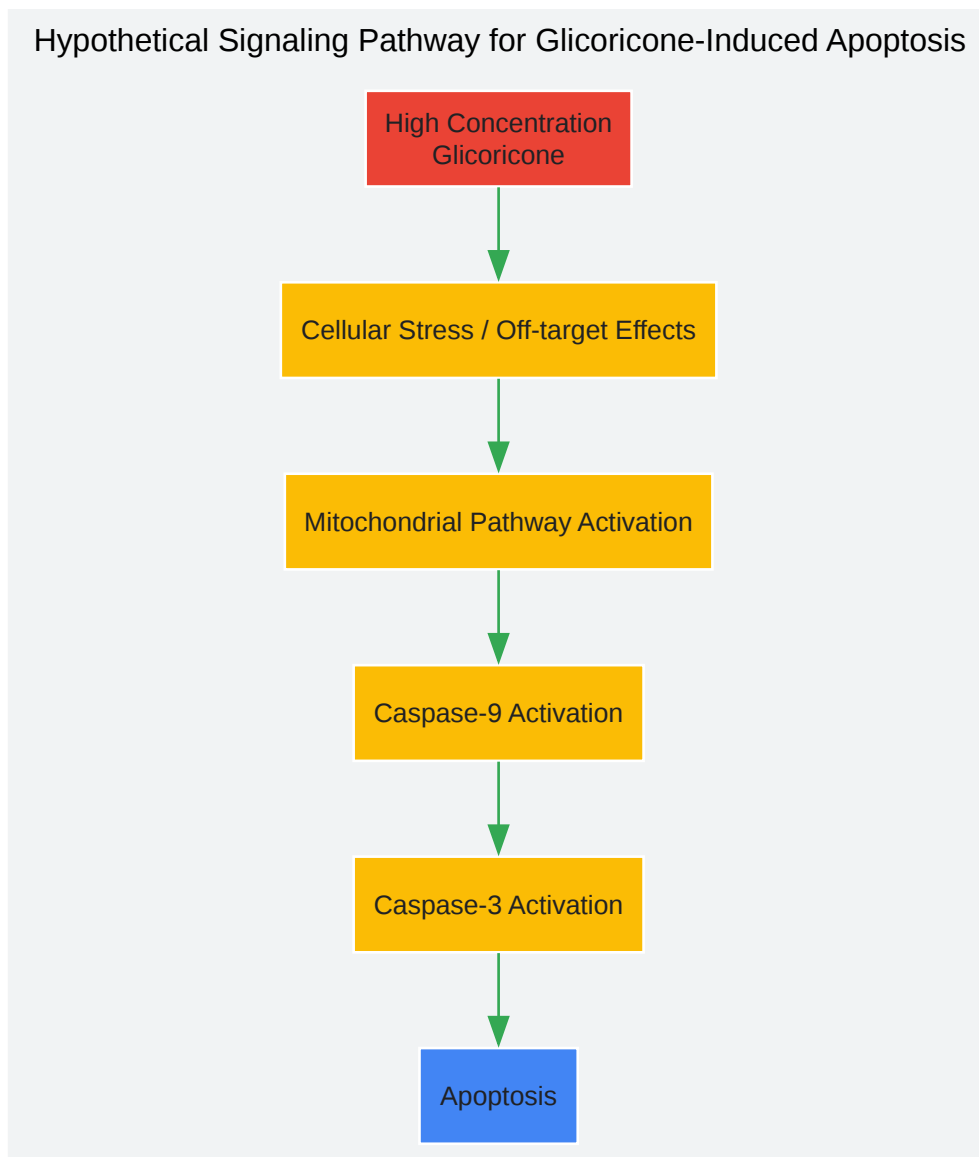 Hypothetical Signaling Pathway for Glicoricone-Induced Apoptosis
High Concentration
Glicoricone
Cellular Stress / Off-target Effects
Mitochondrial Pathway Activation
Caspase-9 Activation
Caspase-3 Activation
Apoptosis